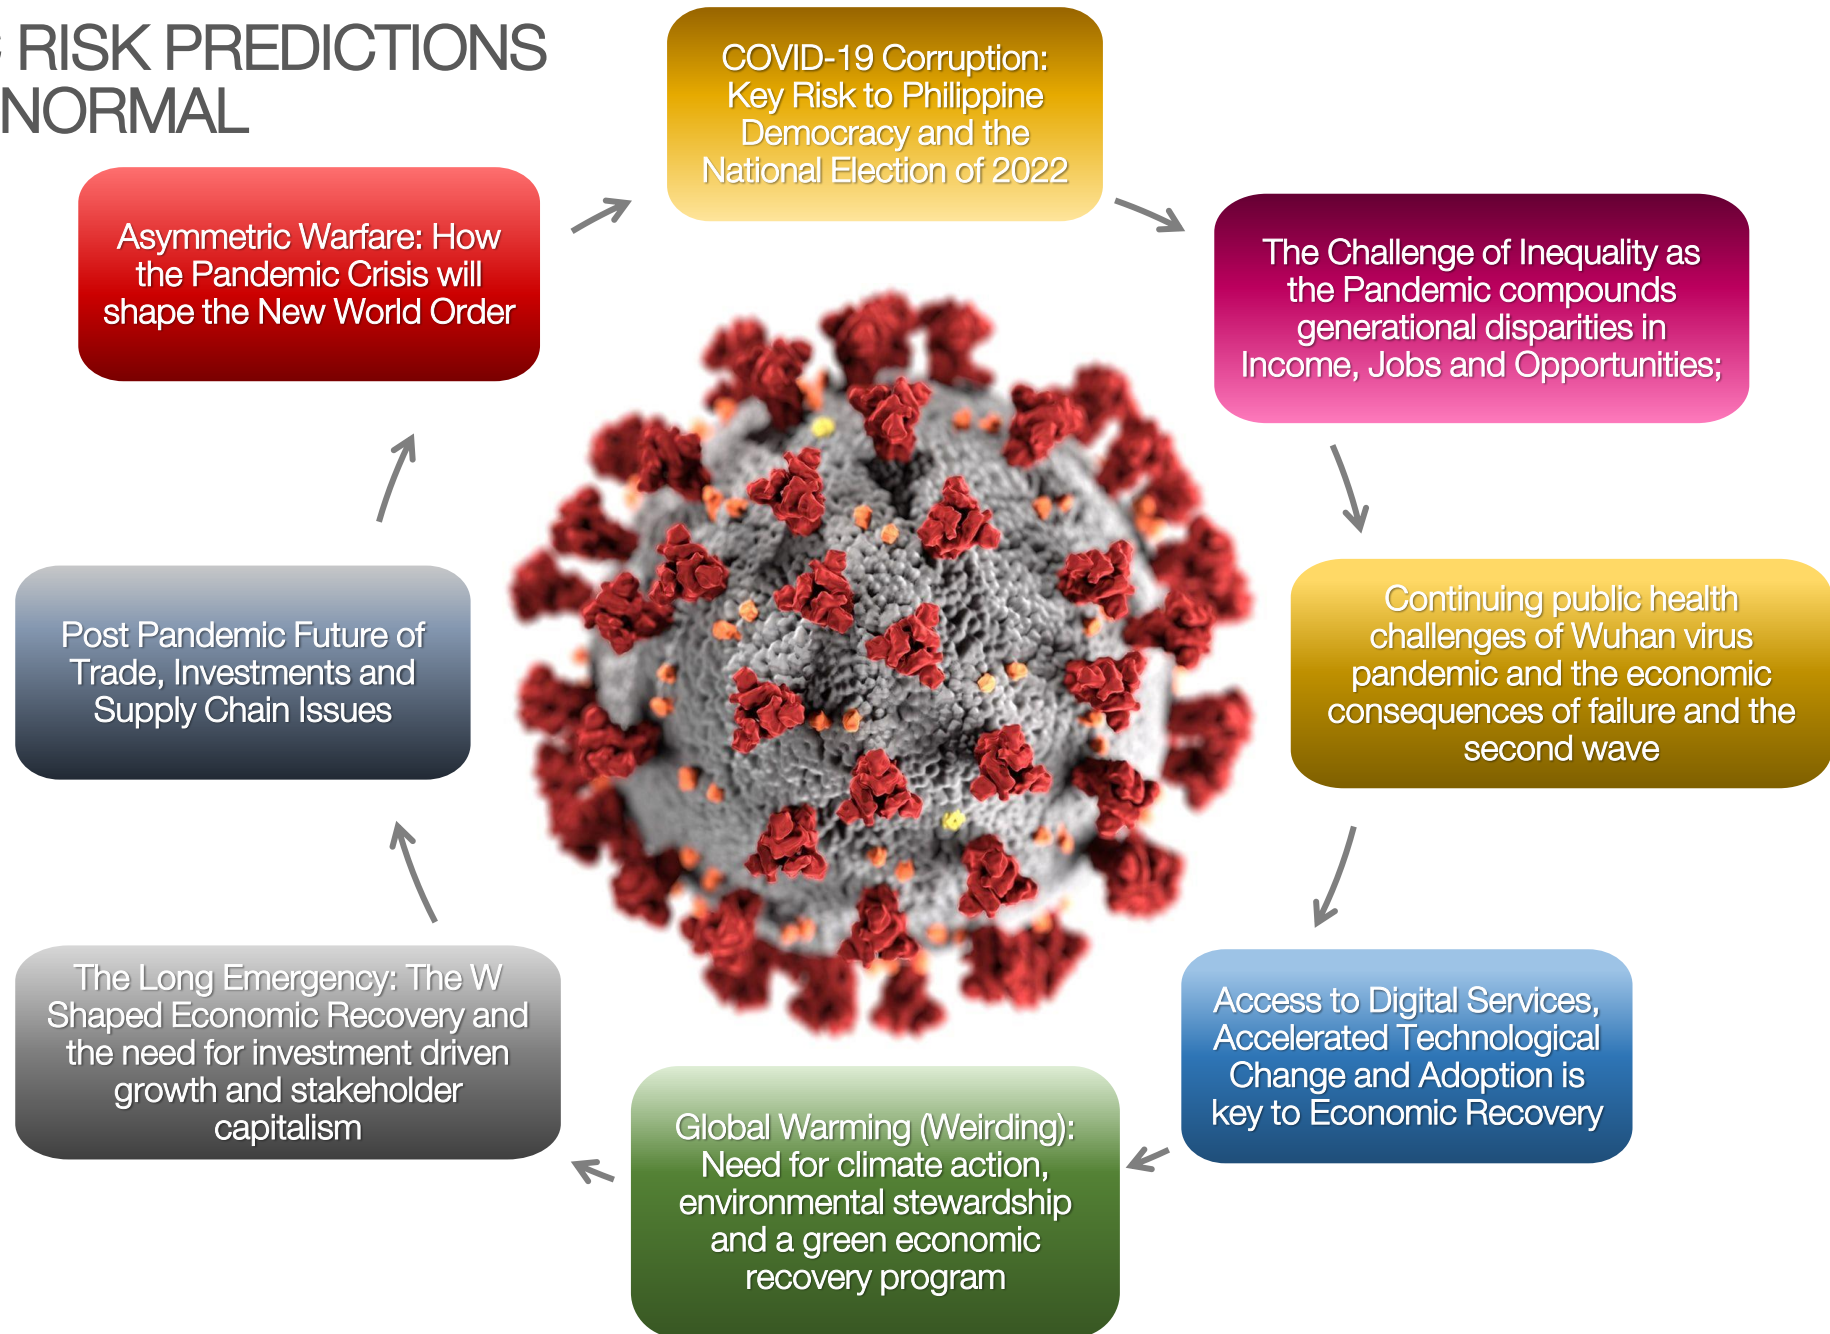 RISK PREDICTIONS
NORMAL
COVID-19 Corruption:
Key Risk to Philippine
Democracy and the
National Election of 2022
The Challenge of Inequality as
the Pandemic compounds
generational disparities in
Income, Jobs and Opportunities;
Continuing public health
challenges of Wuhan virus
pandemic and the economic
consequences of failure and the
second wave
Access to Digital Services,
Accelerated Technological
Change and Adoption is
key to Economic Recovery
Global Warming (Weirding):
Need for climate action,
environmental stewardship
and a green economic
recovery program
The Long Emergency: The W
Shaped Economic Recovery and
the need for investment driven
growth and stakeholder
capitalism
Post Pandemic Future of
Trade, Investments and
Supply Chain Issues
Asymmetric Warfare: How
the Pandemic Crisis will
shape the New World Order